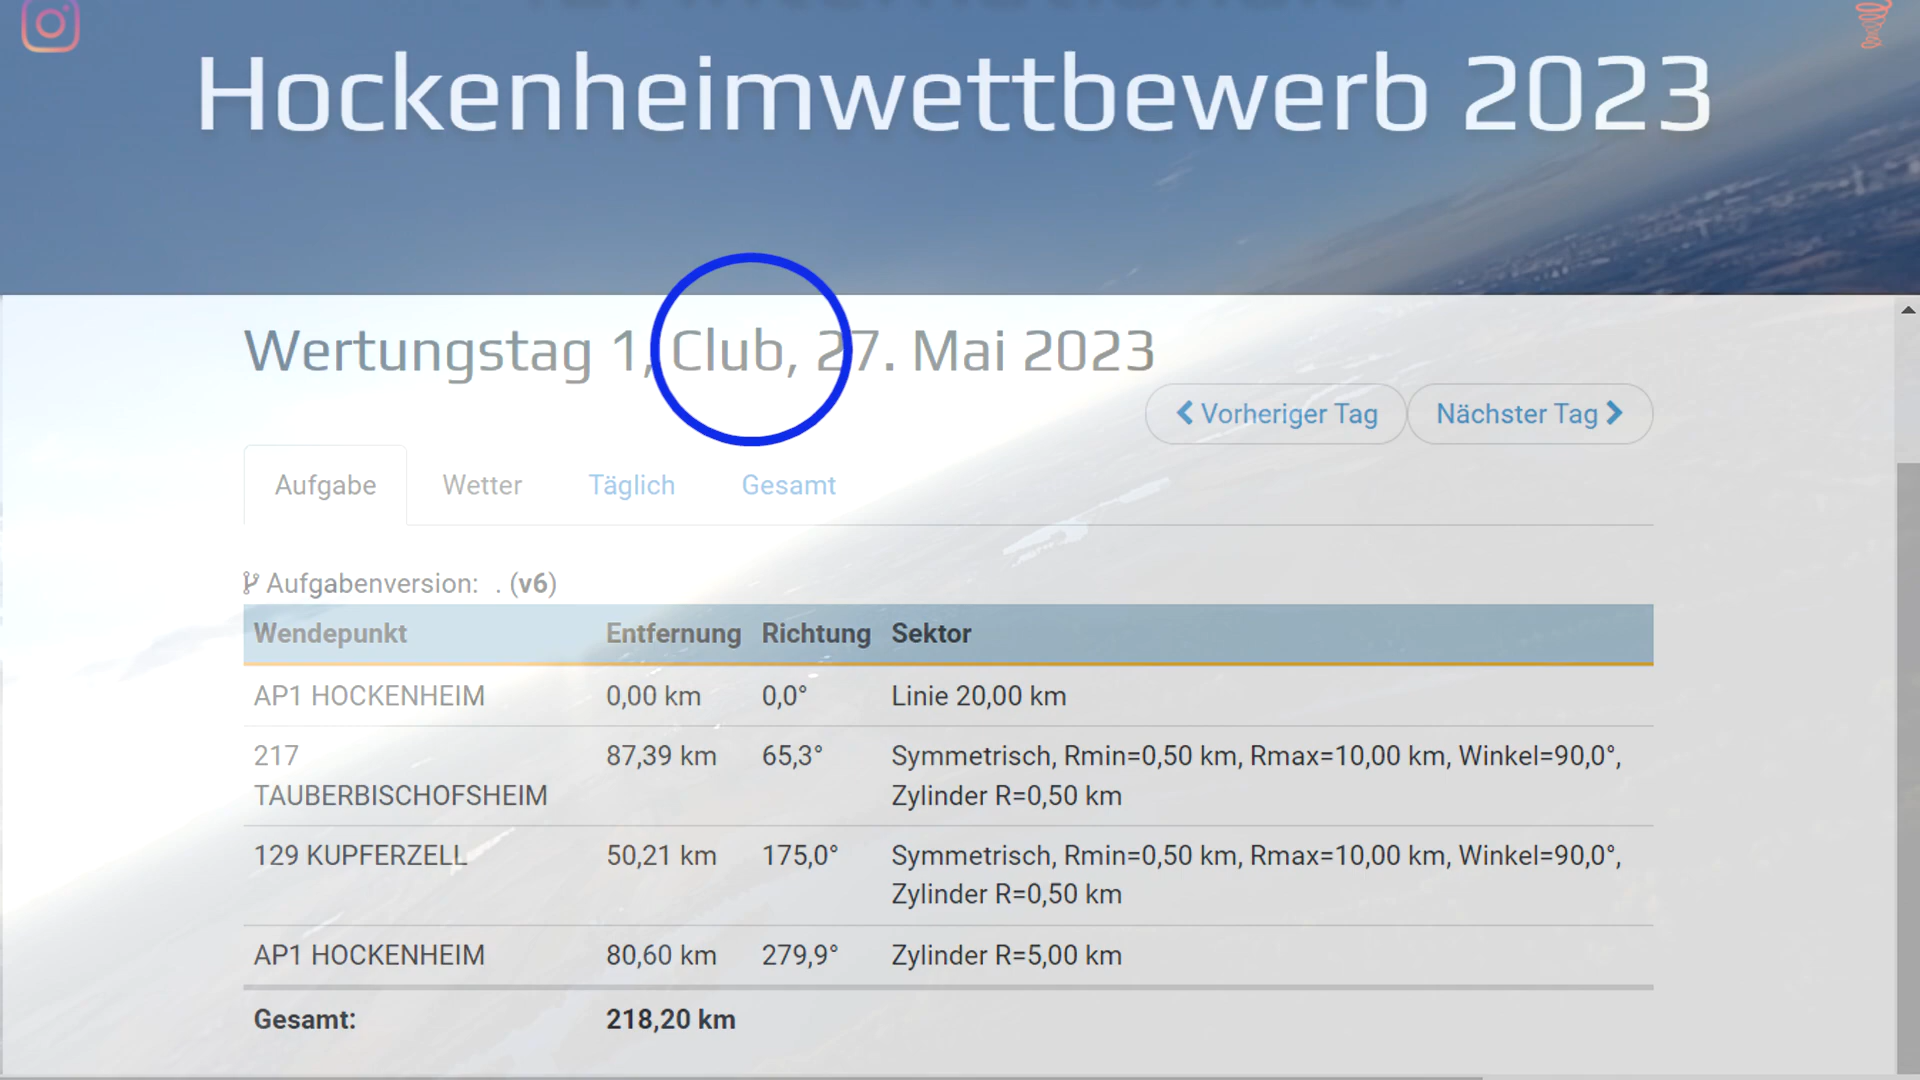 Hockenheimwettbewerb 2023
Wertungstag 1, Club, 27. Mai 2023
Vorheriger Tag
Nächster Tag
Aufgabe
Wetter
Täglich
Gesamt
Aufgabenversion: . (v6)
Wendepunkt Entfernung Richtung Sektor
AP1 HOCKENHEIM 0,00 km 0,0° Linie 20,00 km
217 87,39 km 65,3° Symmetrisch, Rmin=0,50 km, Rmax=10,00 km, Winkel=90,0°,
TAUBERBISCHOFSHEIM Zylinder R=0,50 km
129 KUPFERZELL 50,21 km 175,0° Symmetrisch, Rmin=0,50 km, Rmax=10,00 km, Winkel=90,0°,
Zylinder R=0,50 km
AP1 HOCKENHEIM 80,60 km 279,9° Zylinder R=5,00 km
Gesamt: 218,20 km